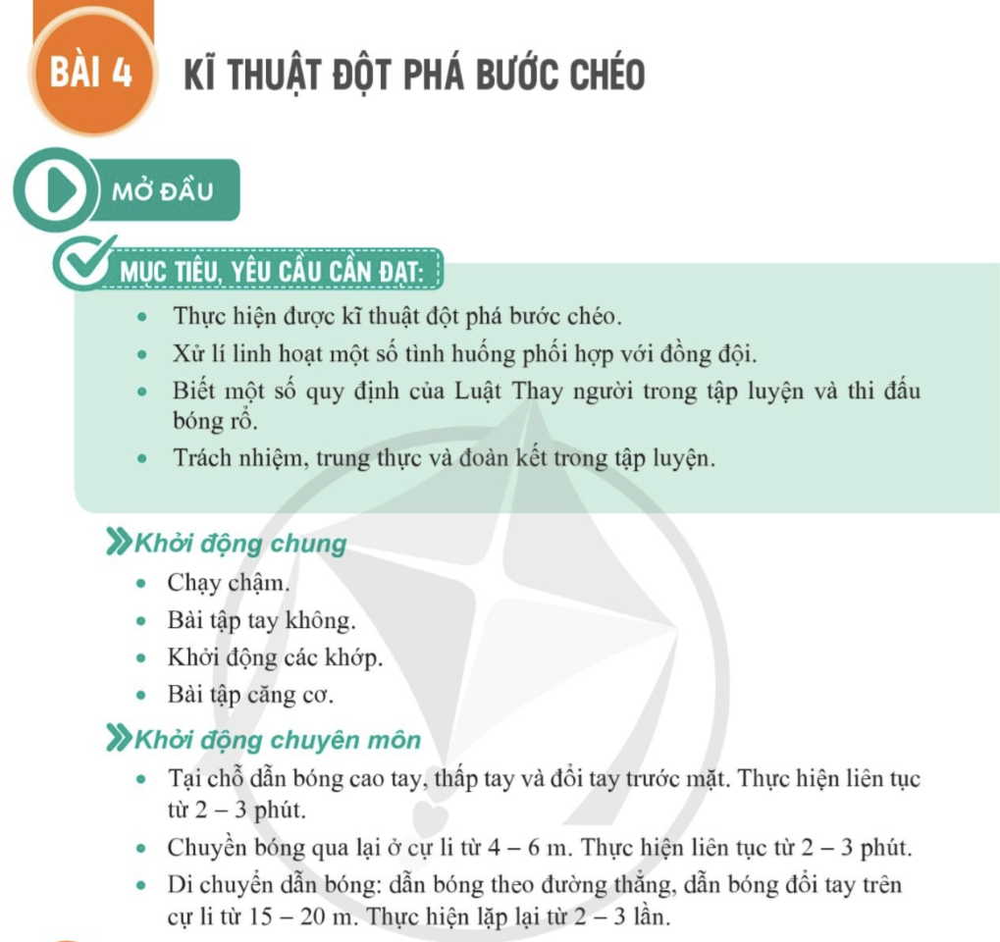 BÀI 4
KĨ THUẬT ĐỘT PHÁ BƯỚC CHÉO
MỞ ĐẦU
MỤC TIÊU, YÊU CẦU CẦN ĐẠT:
• Thực hiện được kĩ thuật đột phá bước chéo.
• Xử lí linh hoạt một số tình huống phối hợp với đồng đội.
• Biết một số quy định của Luật Thay người trong tập luyện và thi đấu
bóng rổ.
• Trách nhiệm, trung thực và đoàn kết trong tập luyện.
Khởi động chung
• Chạy chậm.
• Bài tập tay không.
• Khởi động các khớp.
• Bài tập căng cơ.
Khởi động chuyên môn
• Tại chỗ dẫn bóng cao tay, thấp tay và đổi tay trước mặt. Thực hiện liên tục
từ 2 – 3 phút.
• Chuyền bóng qua lại ở cự li từ 4 – 6 m. Thực hiện liên tục từ 2 – 3 phút.
• Di chuyển dẫn bóng: dẫn bóng theo đường thẳng, dẫn bóng đổi tay trên
cự li từ 15 – 20 m. Thực hiện lặp lại từ 2 – 3 lần.